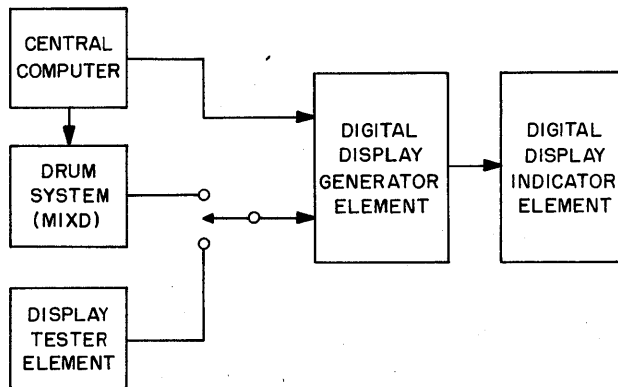 CENTRAL
COMPUTER
DRUM
SYSTEM
(MIXD)
DISPLAY
TESTER
ELEMENT
DIGITAL
DISPLAY
GENERATOR
ELEMENT
DIGITAL
DISPLAY
INDICATOR
ELEMENT